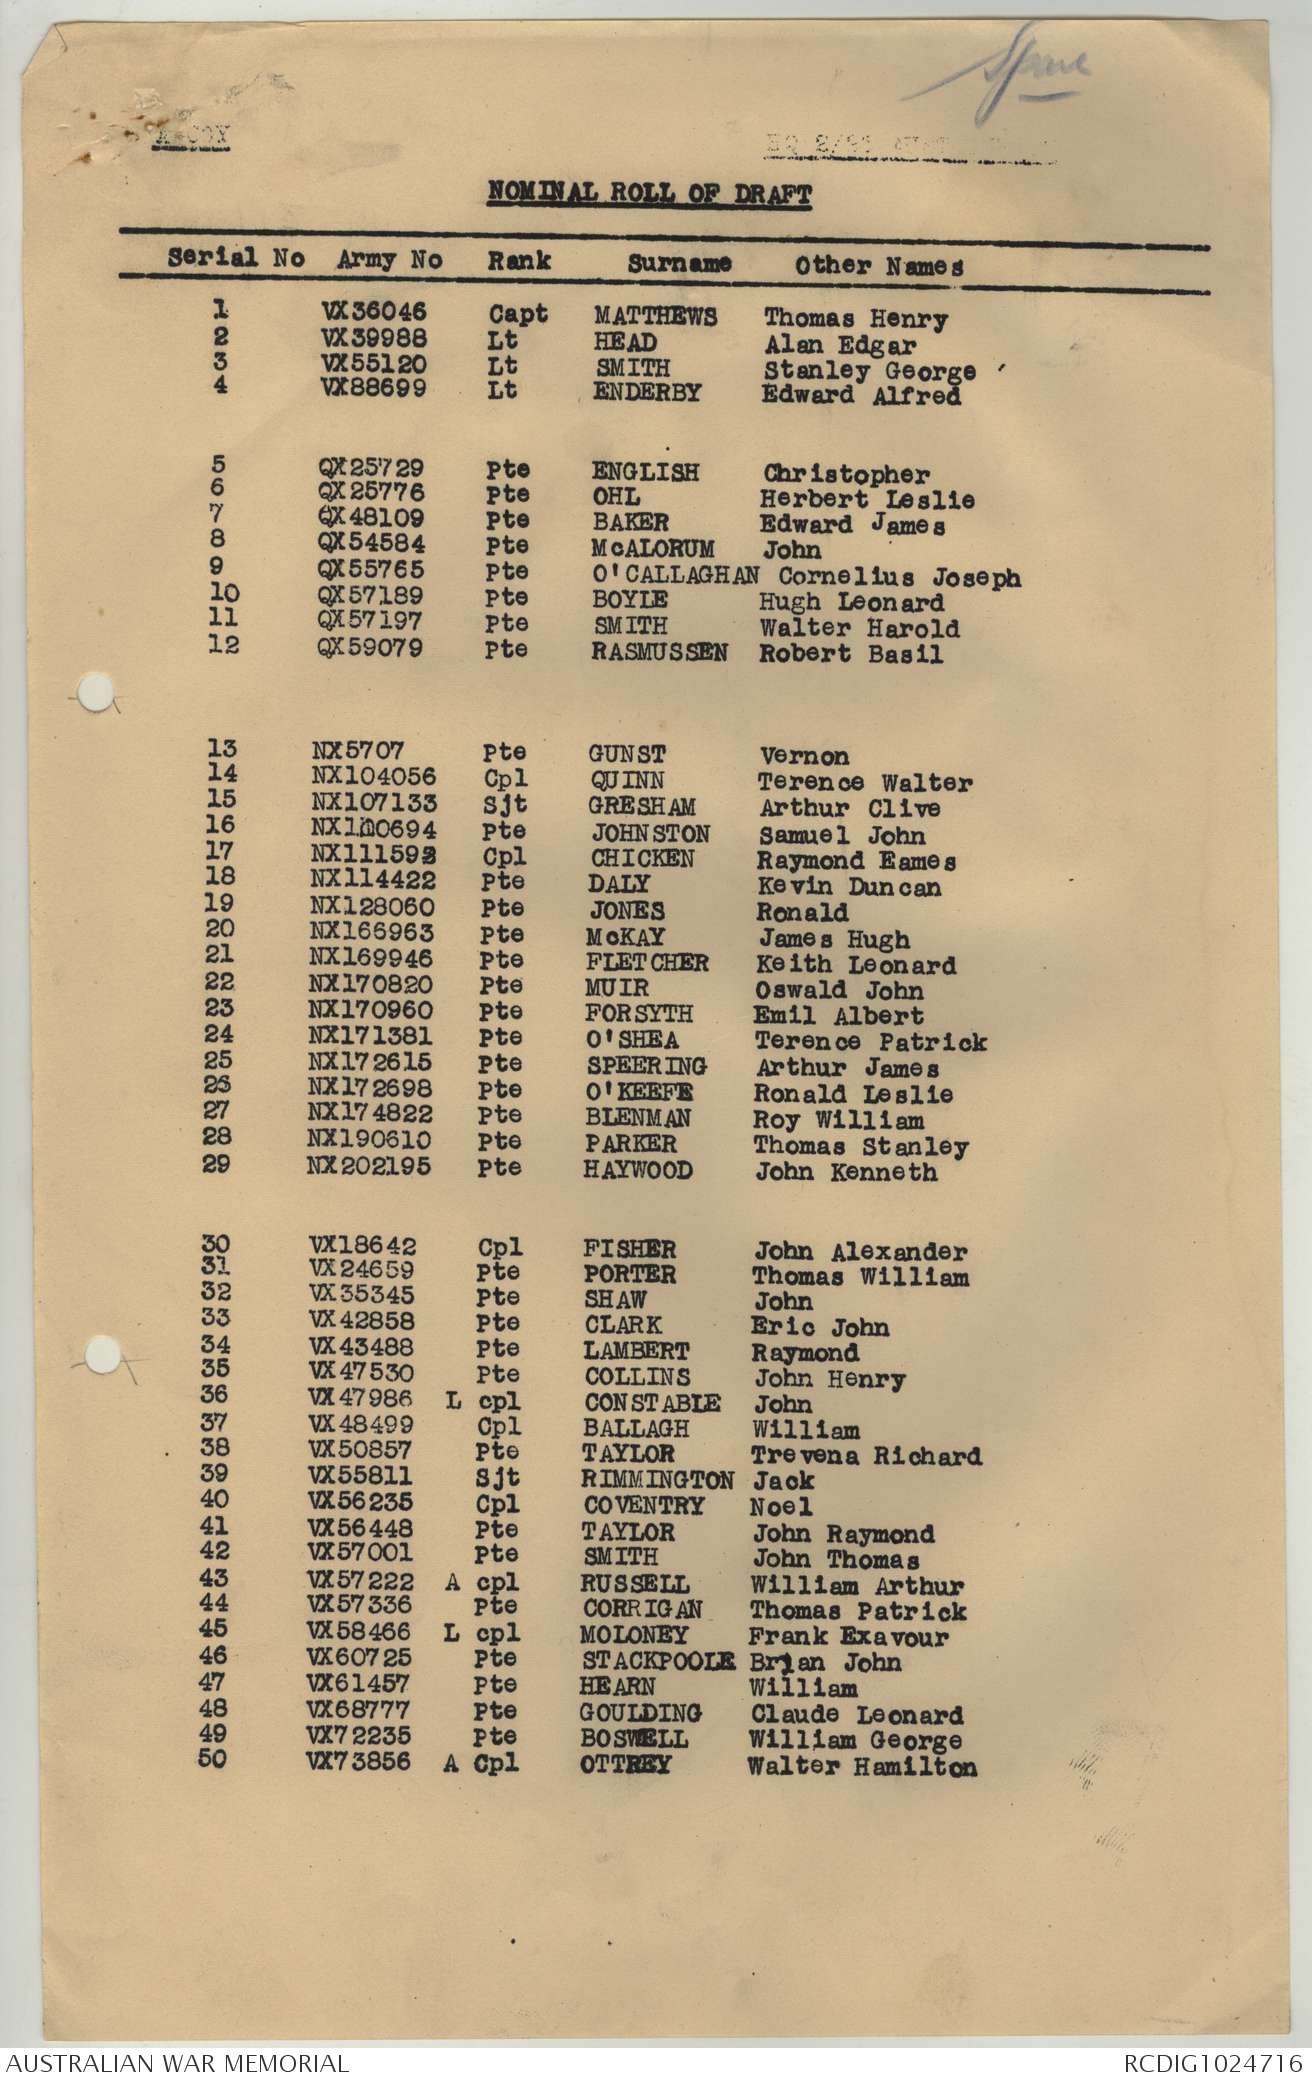 Spare
NOMINAL ROLL OF DRAFT
Serial No Army No Rank Surname Other Names
1 VX36046 Capt MATTHEWS Thomas Henry
2 VX39988 Lt HEAD Alan Edgar
3 VX55120 Lt SMITH Stanley George
4 VX88699 Lt ENDERBY Edward Alfred
5 QX25729 Pte ENGLISH Christopher
6 QX25776 Pte OHL Herbert Leslie
7 QX48109 Pte BAKER Edward James
8 QX54584 Pte McALORUM John
9 QX55765 Pte O'CALLAGHAN Cornelius Joseph
10 QX57189 Pte BOYLE Hugh Leonard
11 QX57197 Pte SMITH Walter Harold
12 QX59079 Pte RASMUSSEN Robert Basil
13 NX5707 Pte GUNST Vernon
14 NX104056 Cpl QUINN Terence Walter
15 NX107133 Sjt GRESHAM Arthur Clive
16 NX110694 Pte JOHNSTON Samuel John
17 Cpl CHICKEN Raymond Eames
18 NX114422 Pte DALY Kevin Duncan
19 NX128060 Pte JONES Ronald
20 NX166963 Pte McKAY James Hugh
21 NX169946 Pte FLETCHER Keith Leonard
22 NX170820 Pte MUIR Oswald John
23 NX170960 Pte FORSYTH Emil Albert
24 NX171381 Pte O'SHEA Terence Patrick
25 NX172615 Pte SPEERING Arthur James
26 NX172698 Pte O'KEEFE Ronald Leslie
27 NX174822 Pte BLENMAN Roy William
28 NX190610 Pte PARKER Thomas Stanley
29 NX202195 Pte HAYWOOD John Kenneth
30 VX18642 Cpl FISHER John Alexander
31 VX24659 Pte PORTER Thomas William
32 VX35345 Pte SHAW John
33 VX42858 Pte CLARK Eric John
34 VX43488 Pte LAMBERT Raymond
35 VX47530 Pte COLLINS John Henry
36 VX47986 L cpl CONSTABLE John
37 VX48499 Cpl BALLAGH William
38 VX50857 Pte TAYLOR Trevena Richard
39 VX55811 Sjt RIMMINGTON Jack
40 VX56235 Cpl COVENTRY Noel
41 VX56448 Pte TAYLOR John Raymond
42 VX57001 Pte SMITH John Thomas
43 VX57222 A cpl RUSSELL William Arthur
44 VX57336 Pte CORRIGAN Thomas Patrick
45 VX58466 L cpl MOLONEY Frank Exavour
46 VX60725 Pte STACKPOOLE Brian John
47 VX61457 Pte HEARN William
48 VX68777 Pte GOULDING Claude Leonard
49 VX72235 Pte BOSWELL William George
50 VX73856 A Cpl OTTREY Walter Hamilton
AUSTRALIAN WAR MEMORIAL RCDIG1024716